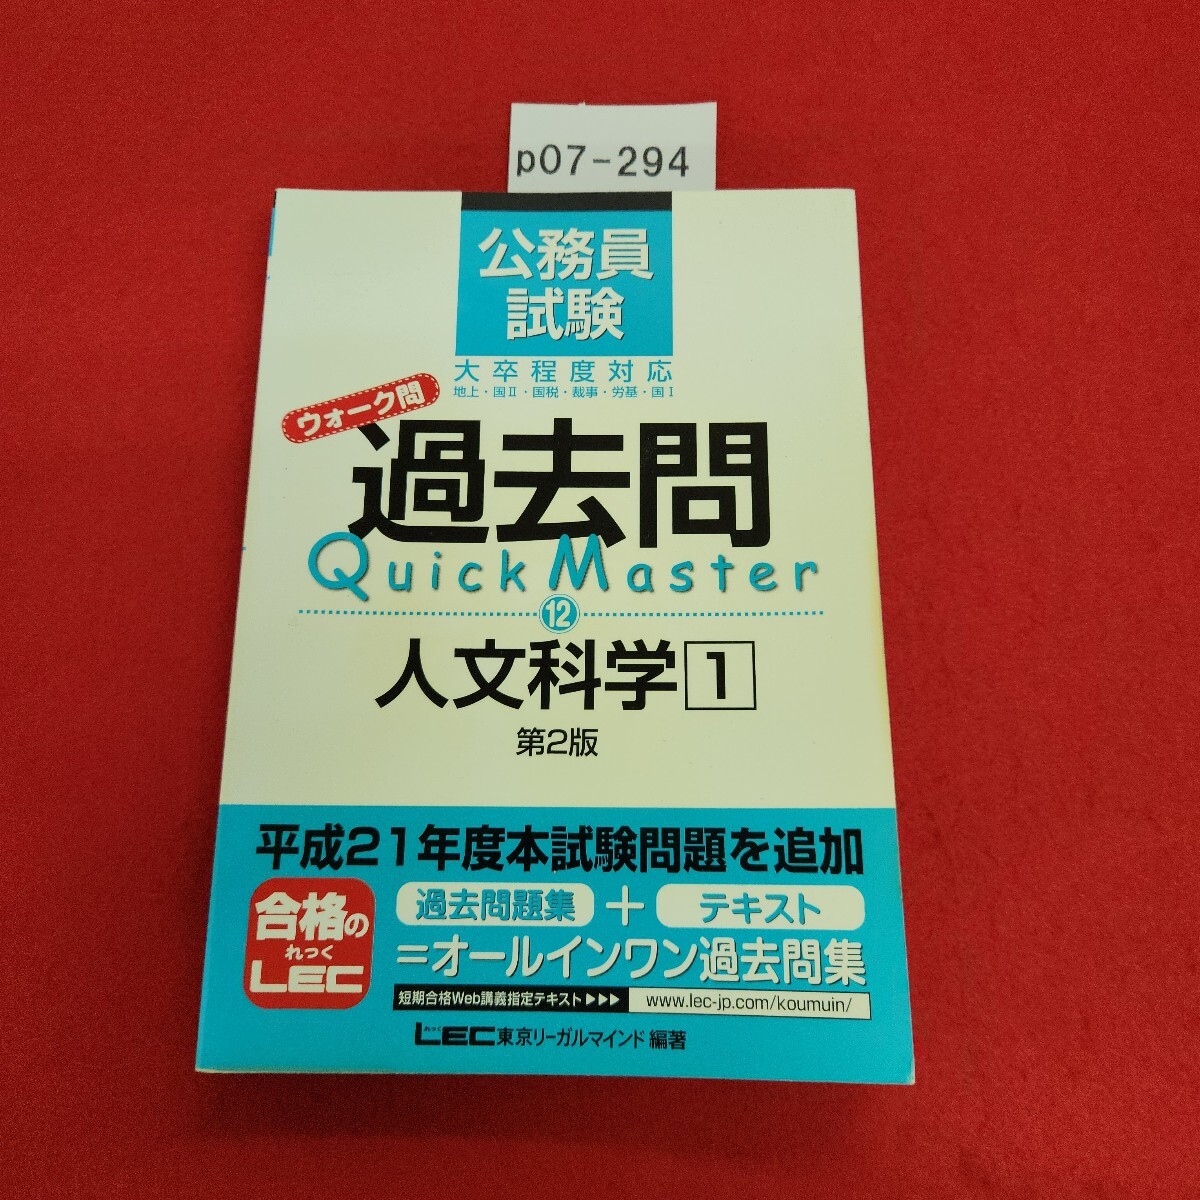 p07-294
公務員
試験
大卒程度対応
地上・国Ⅱ・国税・裁事・労基・国Ⅰ
ウォーク問
過去問
Quick Master
12
人文科学1
第2版
平成21年度本試験問題を追加
合格の
れっく
LEC
過去問題集 + テキスト
=オールインワン過去問集
短期合格Web講義指定テキスト▶▶▶ www.lec-jp.com/koumuin/
れっく
LEC東京リーガルマインド 編著